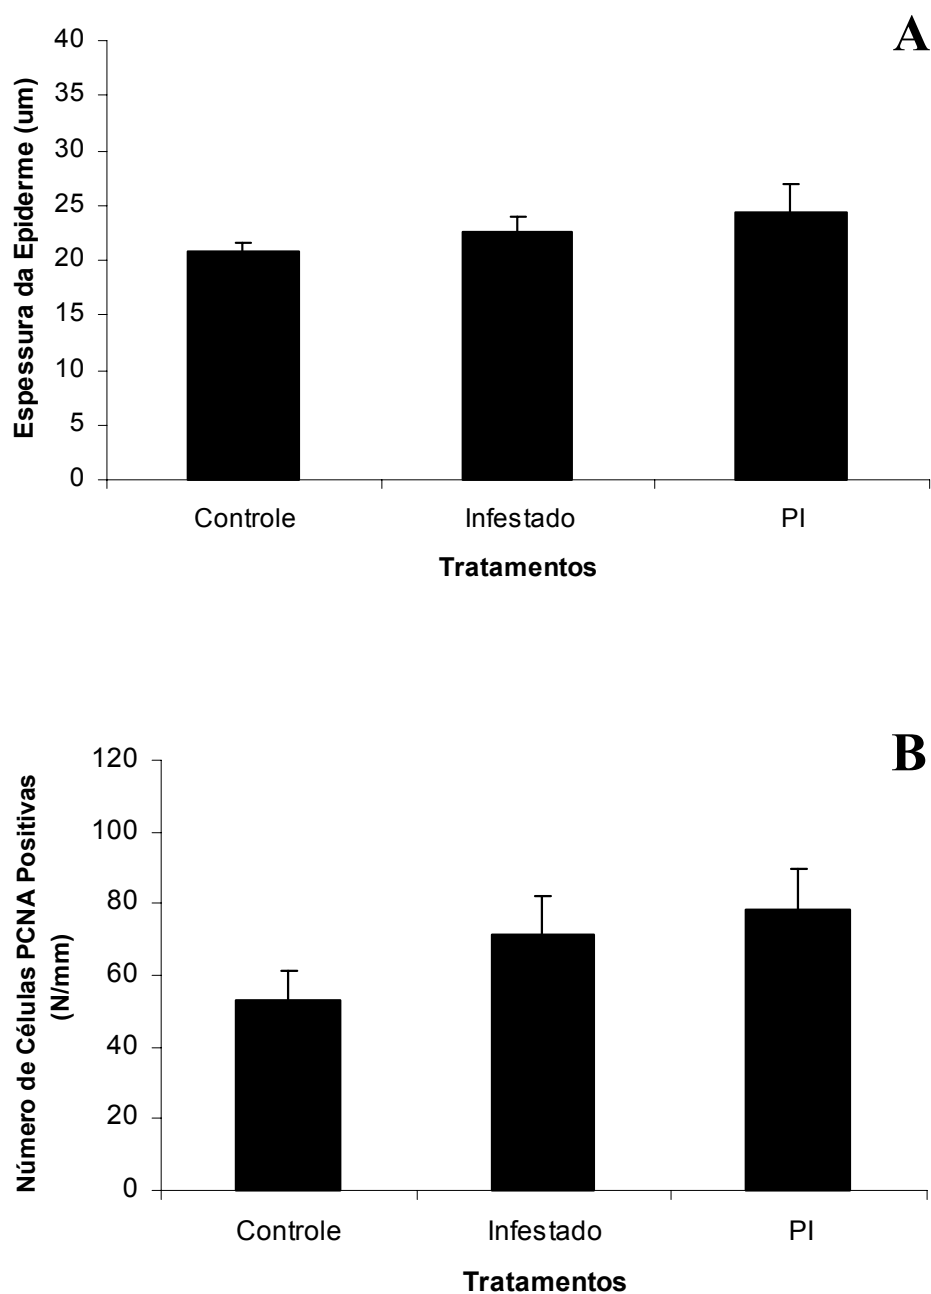 A
Espessura da Epiderme (um)
40
35
30
25
20
15
10
5
0
Controle Infestado PI
Tratamentos
B
Número de Células PCNA Positivas
(N/mm)
120
100
80
60
40
20
0
Controle Infestado PI
Tratamentos